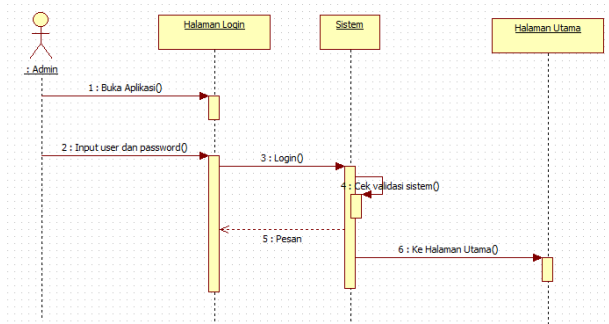 Halaman Login
Sistem
Halaman Utama
: Admin
1 : Buka Aplikasi()
2 : Input user dan password()
3 : Login()
4 : Cek validasi sistem()
5 : Pesan
6 : Ke Halaman Utama()